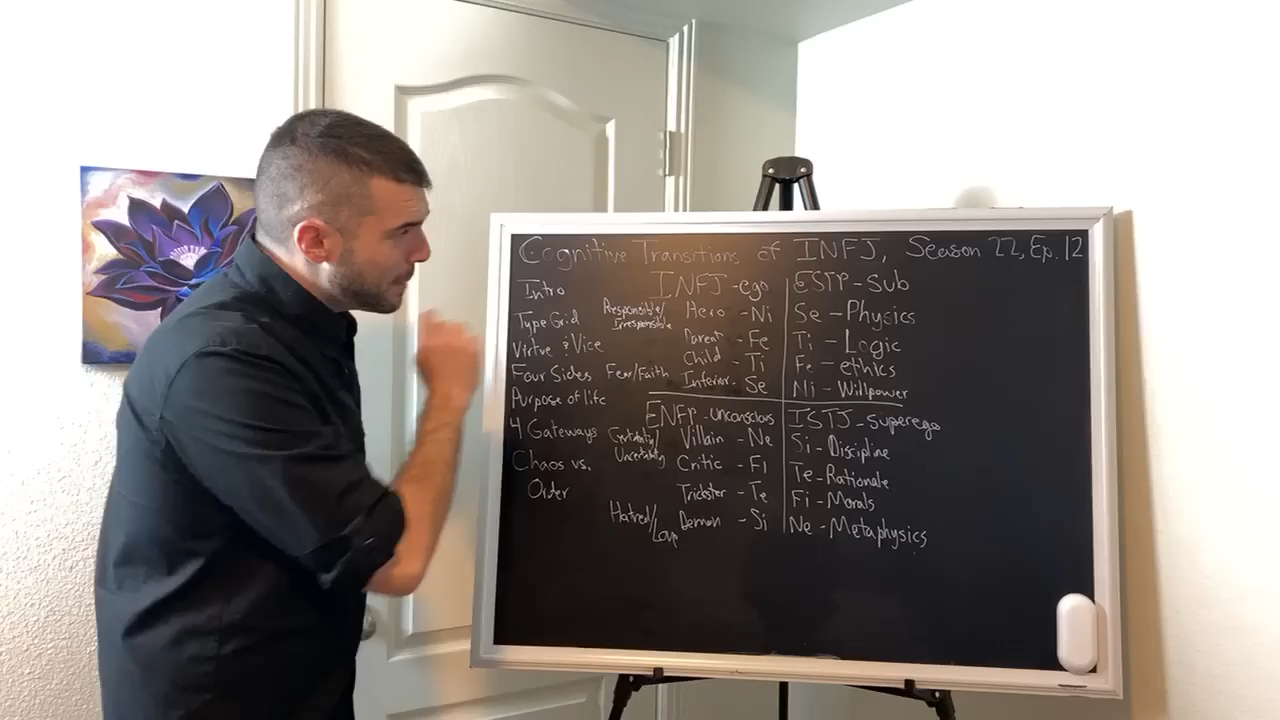 Cognitive Transitions of INFJ, Season 22, Ep. 12
Intro
Type Grid
Virtue & Vice
Four Sides
Purpose of life
4 Gateways
Chaos vs.
Order
INFJ-ego
Responsible/
Irresponsible
Hero - Ni
Parent - Fe
Child - Ti
Fear/Faith Inferior - Se
ESTP-Sub
Se - Physics
Ti - Logic
Fe - ethics
Ni - Willpower
ENFP - Unconscious
Certainty/
Uncertainty
Villain - Ne
Critic - Fi
Trickster - Te
Hatred/
Demon - Si
ISTJ - Superego
Si - Discipline
Te - Rationale
Fi - Morals
Ne - Metaphysics